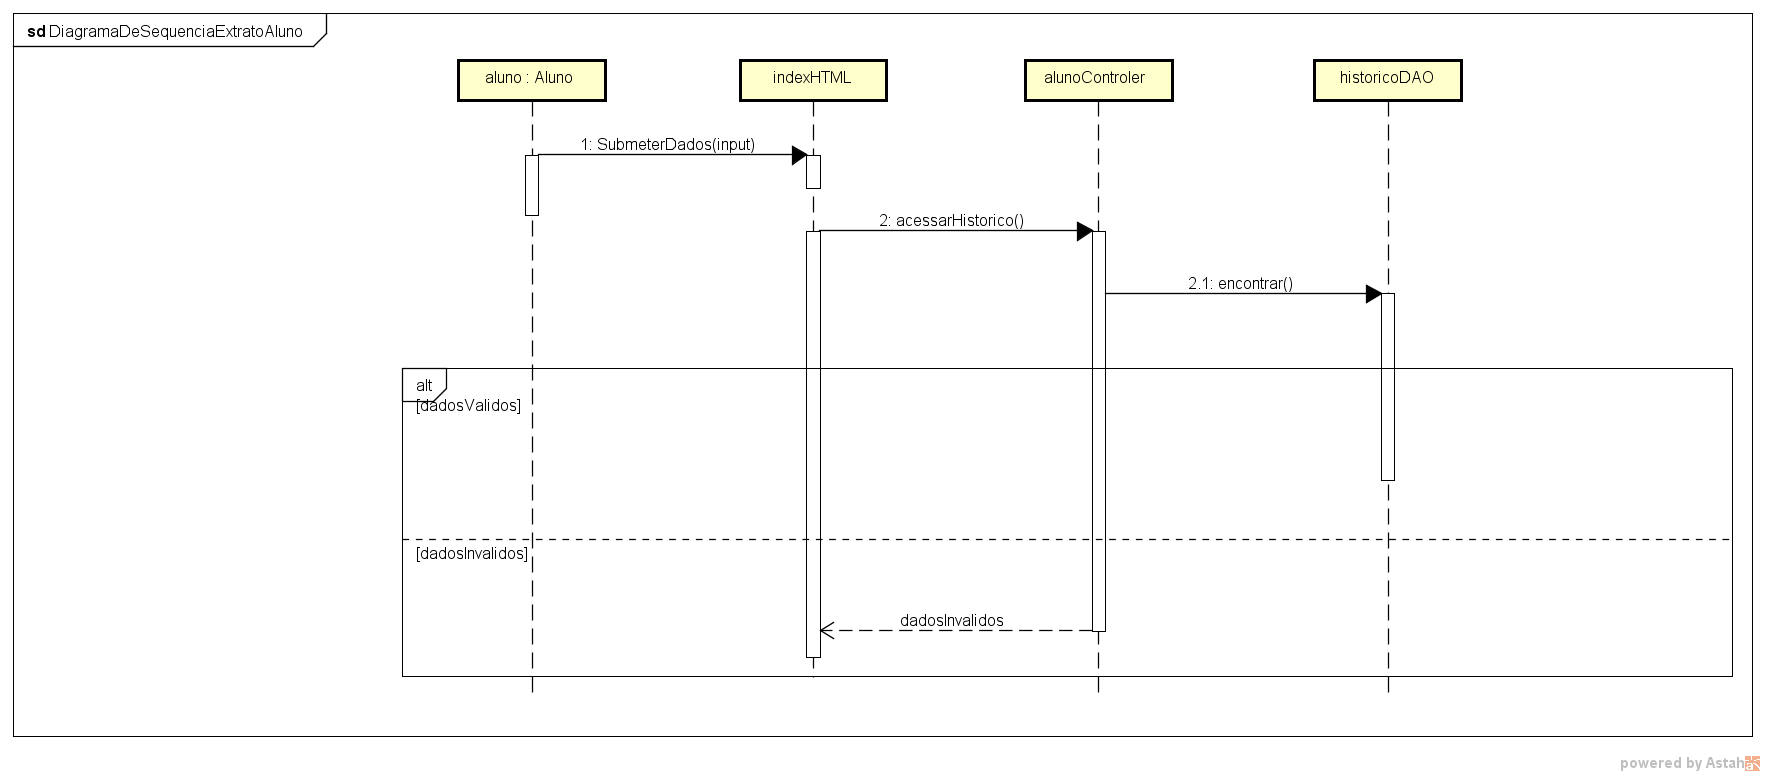 sd DiagramaDeSequenciaExtratoAluno
aluno : Aluno
indexHTML
alunoControler
historicoDAO
1: SubmeterDados(input)
2: acessarHistorico()
2.1: encontrar()
alt
[dadosValidos]
[dadosInvalidos]
dadosInvalidos
powered by Astah